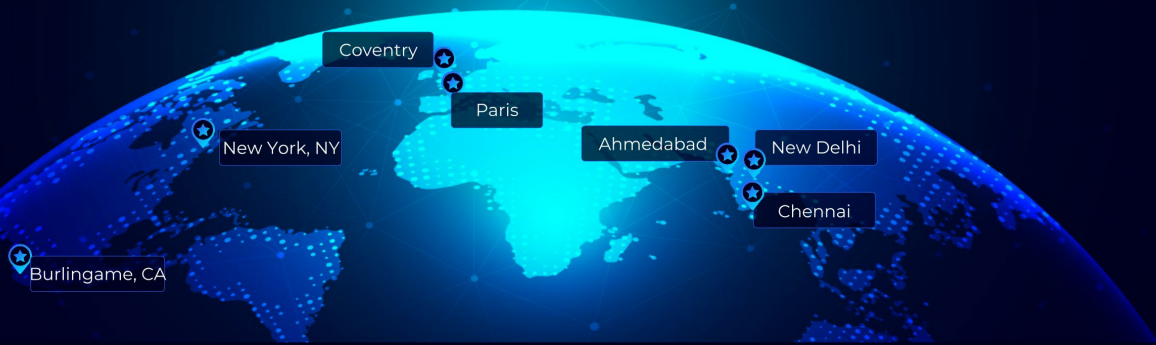 Coventry
Paris
New York, NY
Ahmedabad
New Delhi
Chennai
Burlingame, CA